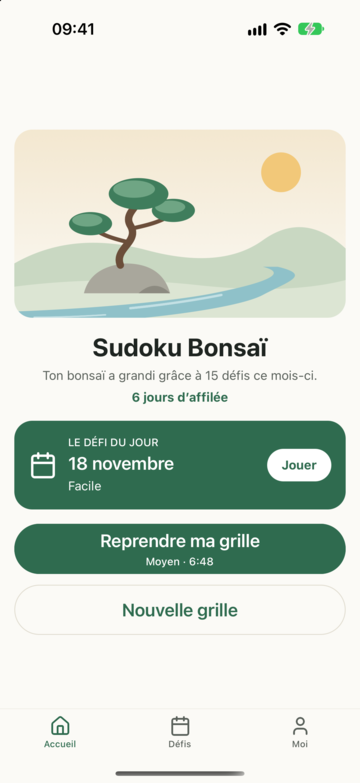 09:41
Sudoku Bonsaï
Ton bonsaï a grandi grâce à 15 défis ce mois-ci.
6 jours d’affilée
LE DÉFI DU JOUR
18 novembre
Facile
Jouer
Reprendre ma grille
Moyen · 6:48
Nouvelle grille
Accueil
Défis
Moi